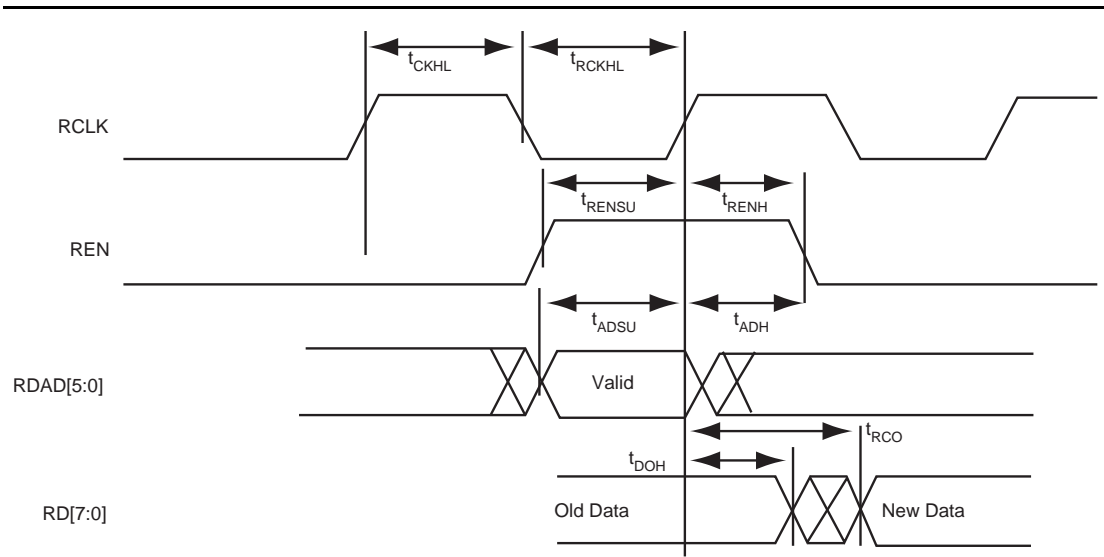 tCKHL tRCKHL
RCLK
tRENSU tRENH
REN
tADSU tADH
RDAD[5:0] Valid
tRCO
tDOH
RD[7:0] Old Data New Data